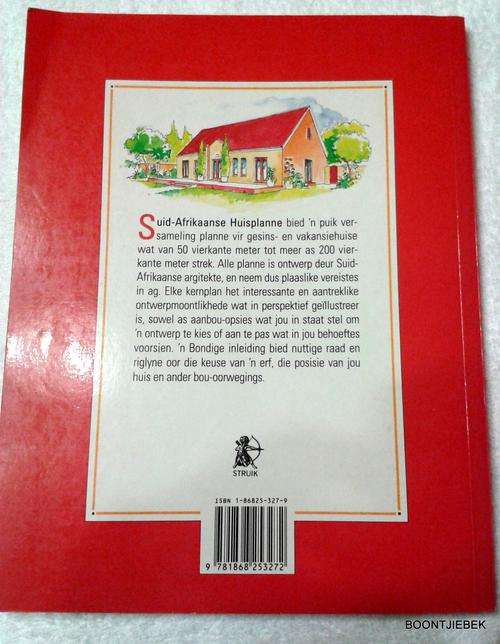 Suid-Afrikaanse Huisplanne bied 'n puik ver-
sameling planne vir gesins- en vakansiehuise
wat van 50 vierkante meter tot meer as 200 vier-
kante meter strek. Alle planne is ontwerp deur Suid-
Afrikaanse argitekte, en neem dus plaaslike vereistes
in ag. Elke kernplan het interessante en aantreklike
ontwerpmoontlikhede wat in perspektief geïllustreer
is, sowel as aanbou-opsies wat jou in staat stel om
'n ontwerp te kies of aan te pas wat in jou behoeftes
voorsien. 'n Bondige inleiding bied nuttige raad en
riglyne oor die keuse van 'n erf, die posisie van jou
huis en ander bou-oorwegings.
STRUIK
ISBN 1-86825-327-9
9 781868 253272
BOONTJIEBEK